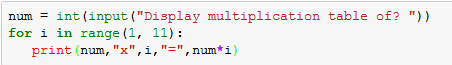 num = int(input("Display multiplication table of? "))
for i in range(1, 11):
   print(num,"x",i,"=",num*i)